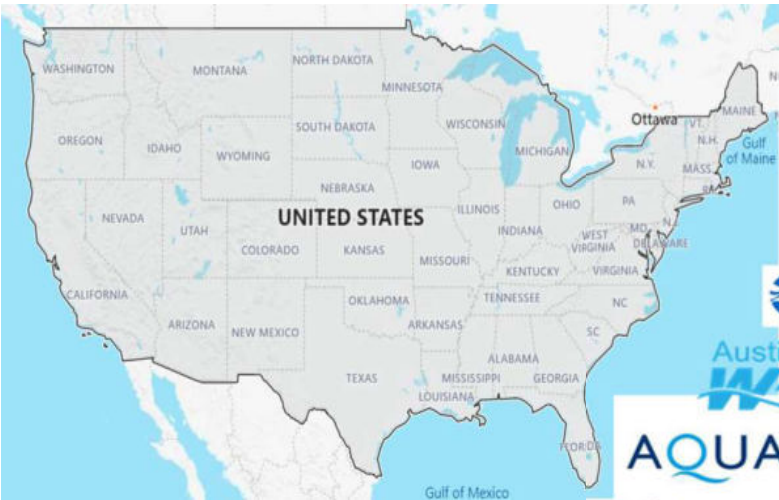 WASHINGTON
MONTANA
NORTH DAKOTA
MINNESOTA
Ottawa
MAINE
VT.
N.H.
Gulf
of Maine
OREGON
IDAHO
WYOMING
SOUTH DAKOTA
WISCONSIN
MICHIGAN
N.Y.
MASS.
IOWA
NEBRASKA
NEVADA
UTAH
UNITED STATES
ILLINOIS
INDIANA
OHIO
PA
N.J.
MD.
DELAWARE
COLORADO
KANSAS
MISSOURI
WEST
VIRGINIA
KENTUCKY
VIRGINIA
CALIFORNIA
OKLAHOMA
TENNESSEE
NC
ARIZONA
NEW MEXICO
ARKANSAS
SC
ALABAMA
TEXAS
MISSISSIPPI
GEORGIA
LOUISIANA
FLORIDA
Gulf of Mexico
Austi
AQUA